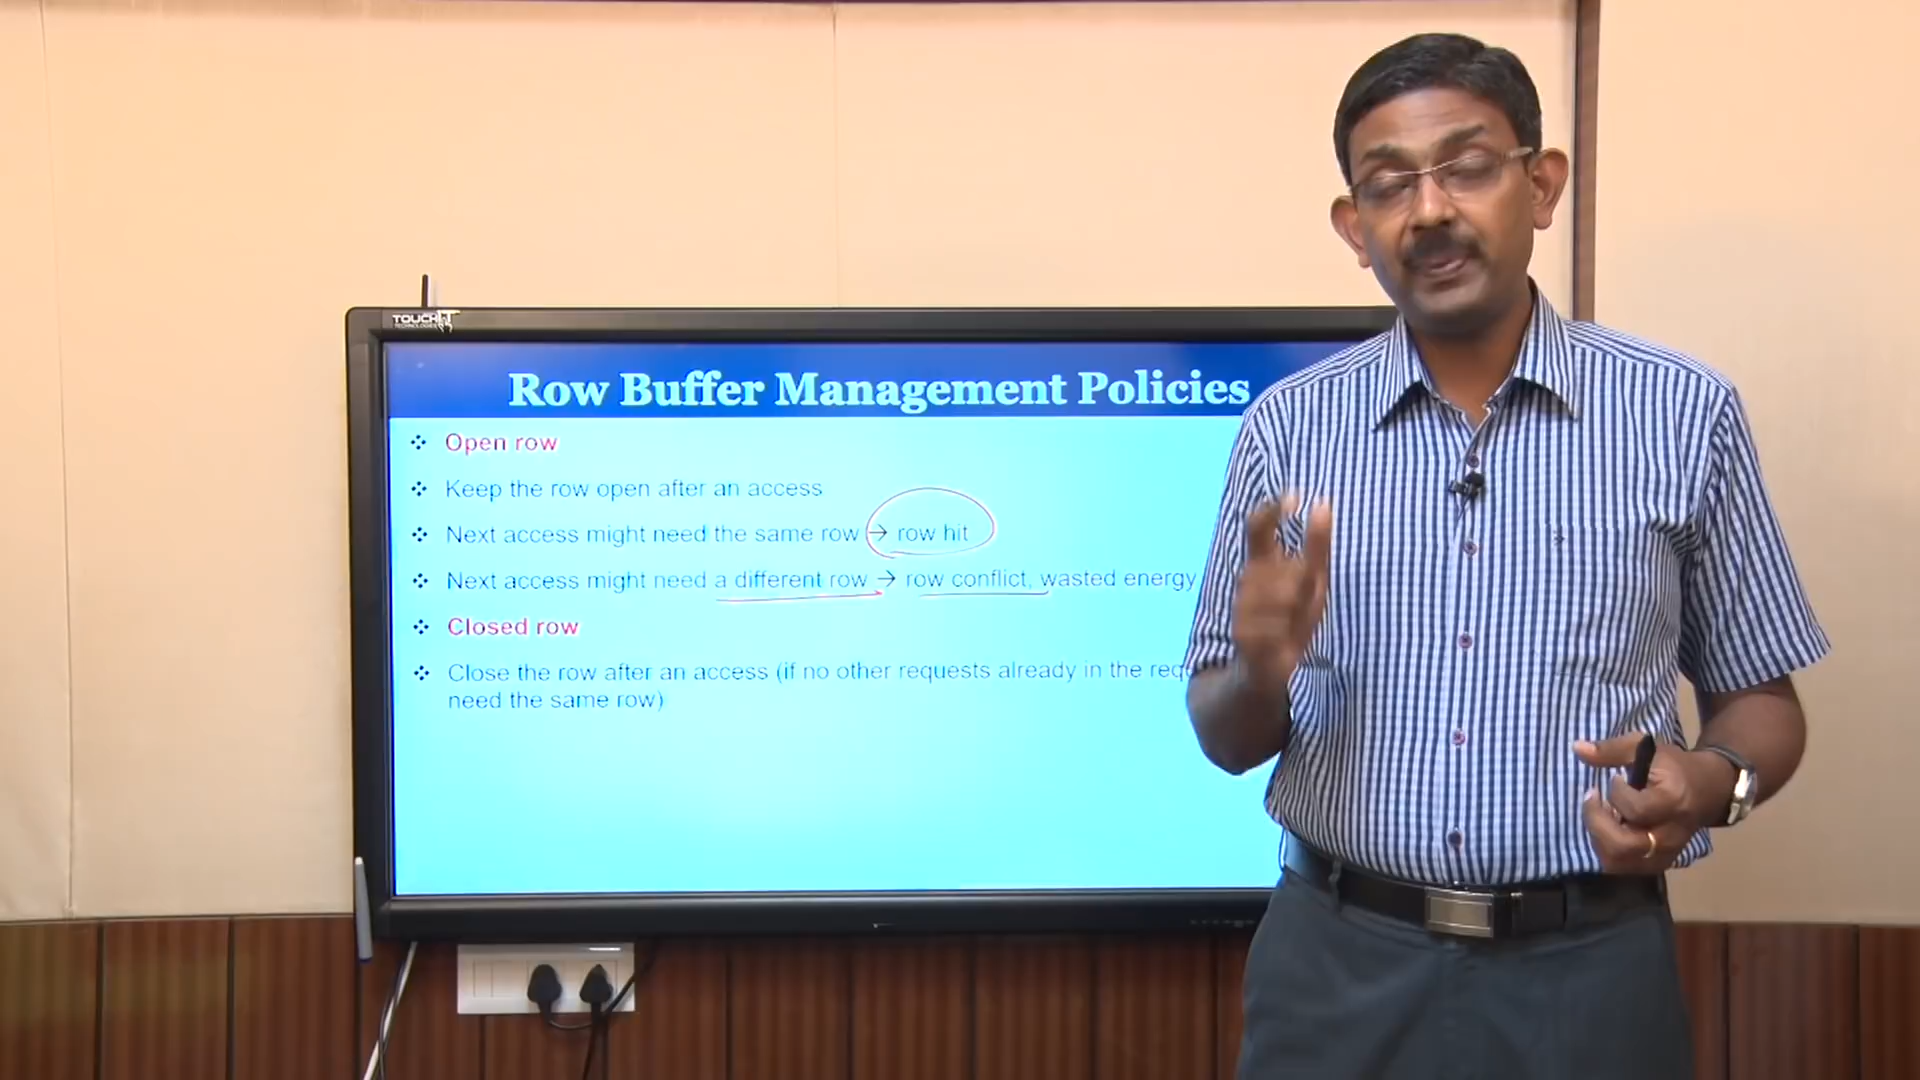 TOUCHIT
TECHNOLOGIES
Row Buffer Management Policies
Open row
Keep the row open after an access
Next access might need the same row → row hit
Next access might need a different row → row conflict, wasted energy
Closed row
Close the row after an access (if no other requests already in the
need the same row)